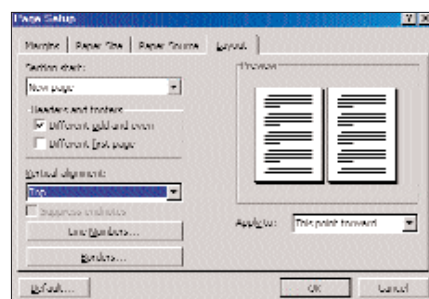 Page Setup
Margins Paper Size Paper Source Layout
Section start:
Preview
New page
Headers and footers
Different odd and even
Different first page
Vertical alignment:
Top
Suppress endnotes
Apply to: This point forward
Line Numbers...
Borders...
Default... OK Cancel